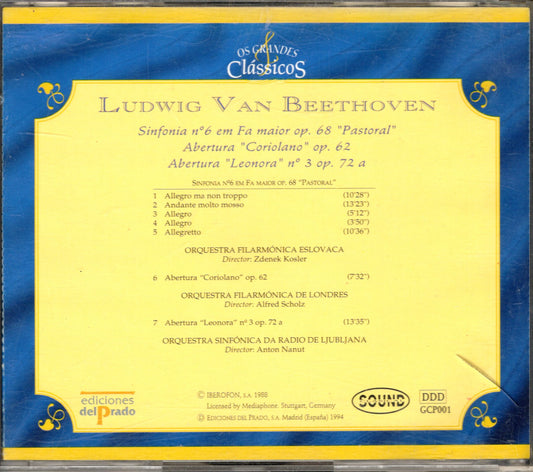 OS GRANDES
Clássicos
LUDWIG VAN BEETHOVEN
Sinfonia nº6 em Fa maior op. 68 "Pastoral"
Abertura "Coriolano" op. 62
Abertura "Leonora" nº 3 op. 72 a
SINFONIA Nº6 EM FA MAIOR OP. 68 "PASTORAL"
1 Allegro ma non troppo (10'28")
2 Andante molto mosso (13'23")
3 Allegro (5'12")
4 Allegro (3'50")
5 Allegretto (10'36")
ORQUESTRA FILARMÓNICA ESLOVACA
Director: Zdenek Kosler
6 Abertura "Coriolano" op. 62 (7'32")
ORQUESTRA FILARMÓNICA DE LONDRES
Director: Alfred Scholz
7 Abertura "Leonora" nº 3 op. 72 a (13'35")
ORQUESTRA SINFÓNICA DA RADIO DE LJUBLJANA
Director: Anton Nanut
ediciones
delPrado
Ⓒ IBEROFON, S.A. 1988
Licensed by Mediaphone. Stuttgart, Germany
Ⓓ EDICIONES DEL PRADO, S.A. Madrid (España) 1994
SOUND
DDD
GCP001